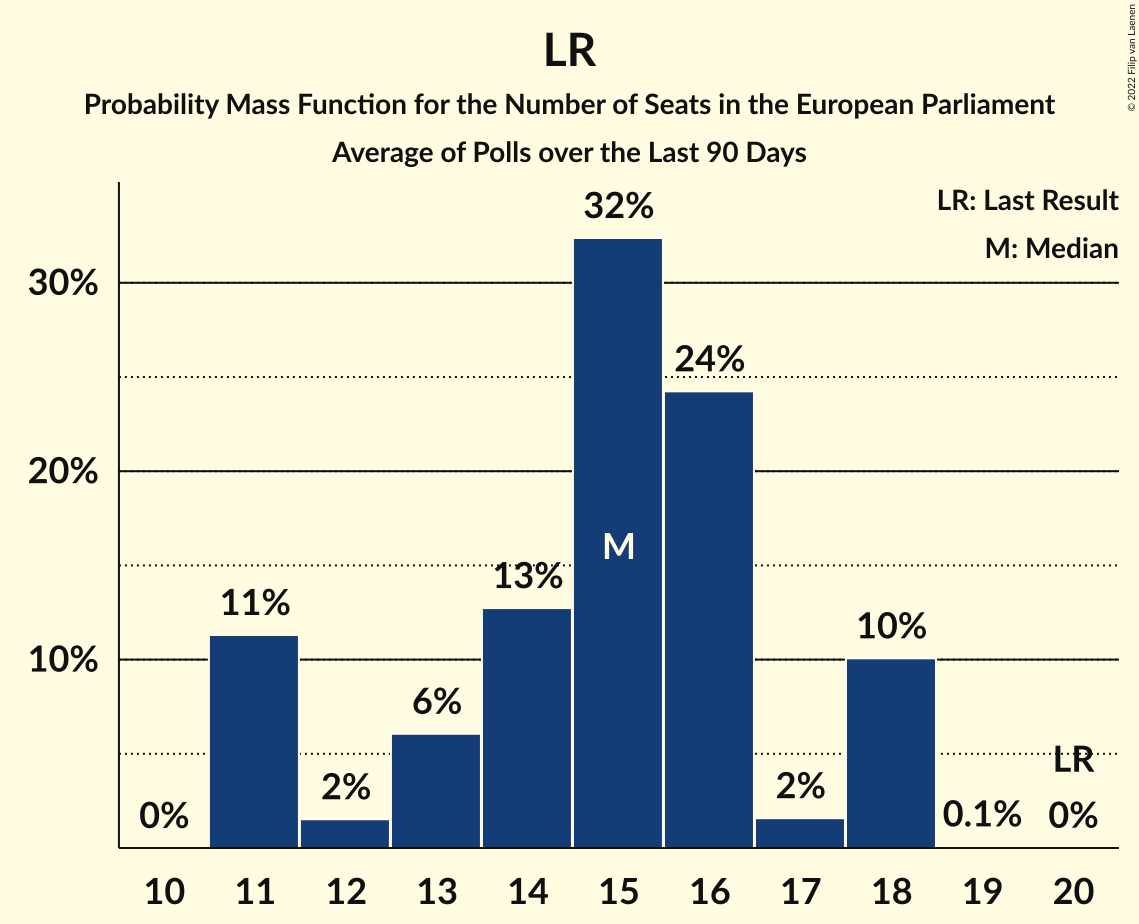 LR
Probability Mass Function for the Number of Seats in the European Parliament
Average of Polls over the Last 90 Days
© 2022 Filip van Laenen
LR: Last Result
M: Median
30%
20%
10%
0%
11%
2%
6%
13%
32%
M
24%
2%
10%
0.1%
LR
0%
10 11 12 13 14 15 16 17 18 19 20